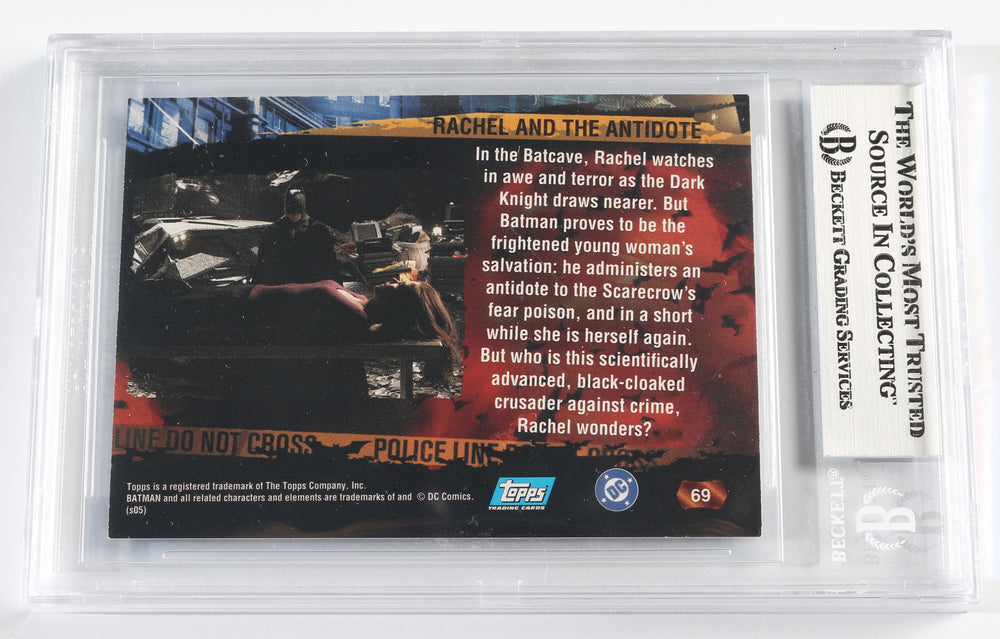 RACHEL AND THE ANTIDOTE
In the Batcave, Rachel watches
in awe and terror as the Dark
Knight draws nearer. But
Batman proves to be the
frightened young woman's
salvation: he administers an
antidote to the Scarecrow's
fear poison, and in a short
while she is herself again.
But who is this scientifically
advanced, black-cloaked
crusader against crime,
Rachel wonders?
LINE DO NOT CROSS POLICE LINE
Topps is a registered trademark of The Topps Company, Inc.
BATMAN and all related characters and elements are trademarks of and © DC Comics.
(s05)
Topps
TRADING CARDS
DC
69
THE WORLD'S MOST TRUSTED
SOURCE IN COLLECTING"
B BECKETT GRADING SERVICES
BECKETT®
B